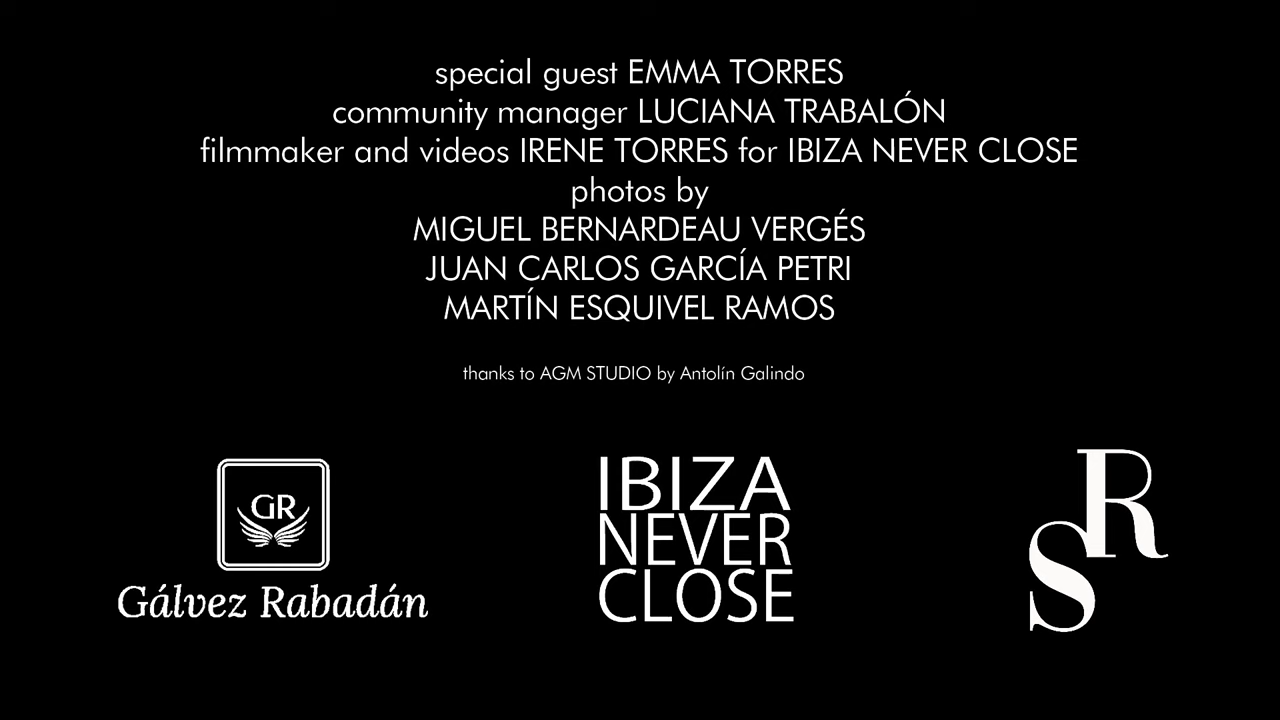 special guest EMMA TORRES
community manager LUCIANA TRABALÓN
filmmaker and videos IRENE TORRES for IBIZA NEVER CLOSE
photos by
MIGUEL BERNARDEAU VERGÉS
JUAN CARLOS GARCÍA PETRI
MARTÍN ESQUIVEL RAMOS
thanks to AGM STUDIO by Antolín Galindo
GR
Gálvez Rabadán
IBIZA
NEVER
CLOSE
R
S